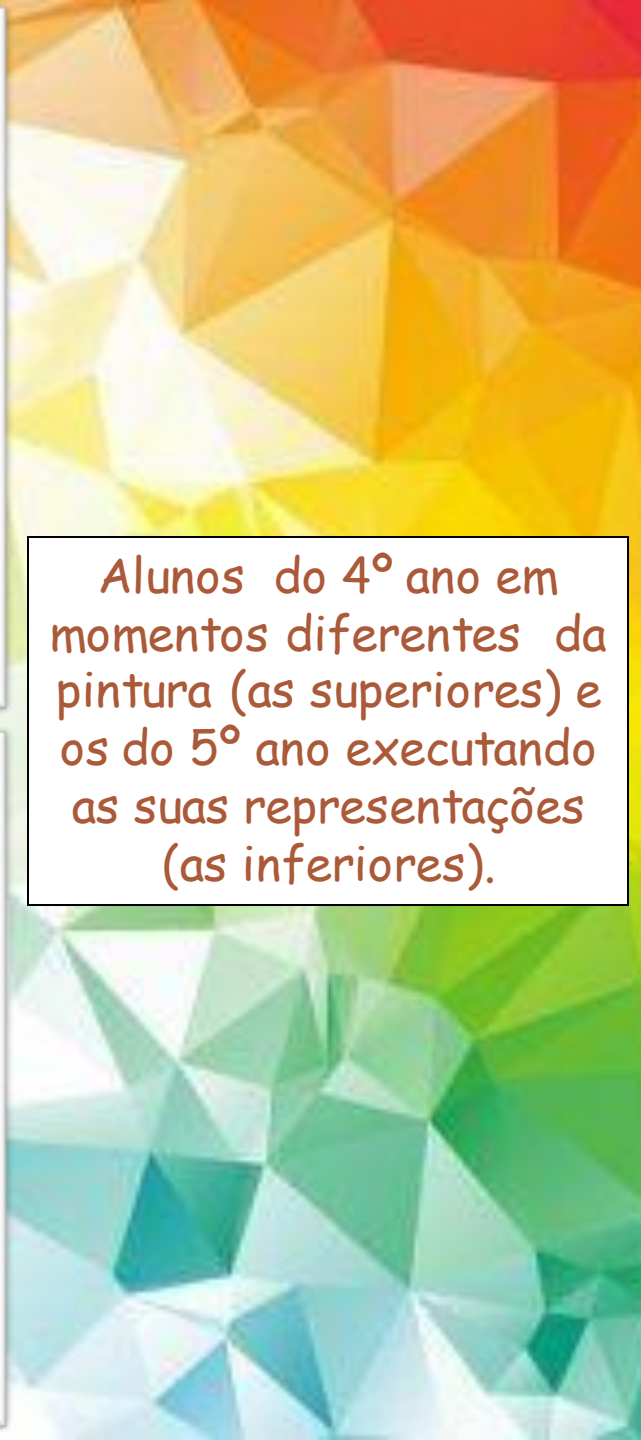 Alunos  do 4º ano em
momentos diferentes  da
pintura (as superiores) e
os do 5º ano executando
as suas representações
(as inferiores).